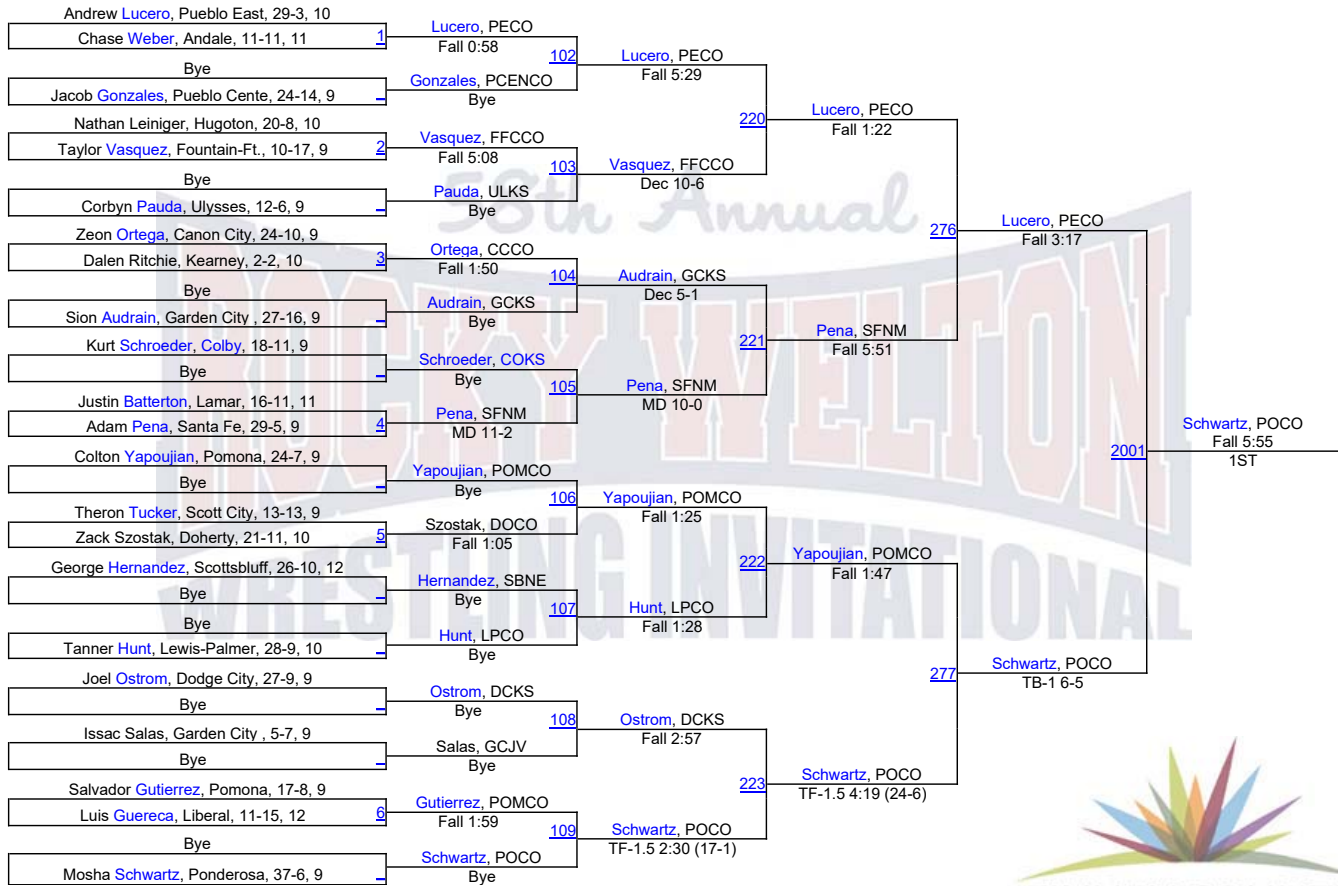 Andrew Lucero, Pueblo East, 29-3, 10
Chase Weber, Andale, 11-11, 11
1
Bye
Jacob Gonzales, Pueblo Cente, 24-14, 9
Nathan Leiniger, Hugoton, 20-8, 10
Taylor Vasquez, Fountain-Ft., 10-17, 9
2
Bye
Corbyn Pauda, Ulysses, 12-6, 9
Zeon Ortega, Canon City, 24-10, 9
Dalen Ritchie, Kearney, 2-2, 10
3
Bye
Sion Audrain, Garden City , 27-16, 9
Kurt Schroeder, Colby, 18-11, 9
Bye
Justin Batterton, Lamar, 16-11, 11
Adam Pena, Santa Fe, 29-5, 9
4
Colton Yapoujian, Pomona, 24-7, 9
Bye
Theron Tucker, Scott City, 13-13, 9
Zack Szostak, Doherty, 21-11, 10
5
George Hernandez, Scottsbluff, 26-10, 12
Bye
Bye
Tanner Hunt, Lewis-Palmer, 28-9, 10
Joel Ostrom, Dodge City, 27-9, 9
Bye
Issac Salas, Garden City , 5-7, 9
Bye
Salvador Gutierrez, Pomona, 17-8, 9
Luis Guereca, Liberal, 11-15, 12
6
Bye
Mosha Schwartz, Ponderosa, 37-6, 9
Lucero, PECO
Fall 0:58
102
Gonzales, PCENCO
Bye
Vasquez, FFCCO
Fall 5:08
103
Pauda, ULKS
Bye
Ortega, CCCO
Fall 1:50
104
Audrain, GCKS
Bye
Schroeder, COKS
Bye
105
Pena, SFNM
MD 11-2
Yapoujian, POMCO
Bye
106
Szostak, DOCO
Fall 1:05
Hernandez, SBNE
Bye
107
Hunt, LPCO
Bye
Ostrom, DCKS
Bye
108
Salas, GCJV
Bye
Gutierrez, POMCO
Fall 1:59
109
Schwartz, POCO
Bye
Lucero, PECO
Fall 5:29
220
Vasquez, FFCCO
Dec 10-6
Audrain, GCKS
Dec 5-1
221
Pena, SFNM
MD 10-0
Yapoujian, POMCO
Fall 1:25
222
Hunt, LPCO
Fall 1:28
Ostrom, DCKS
Fall 2:57
223
Schwartz, POCO
TF-1.5 2:30 (17-1)
Lucero, PECO
Fall 1:22
276
Pena, SFNM
Fall 5:51
Yapoujian, POMCO
Fall 1:47
277
Schwartz, POCO
TF-1.5 4:19 (24-6)
Lucero, PECO
Fall 3:17
2001
Schwartz, POCO
TB-1 6-5
Schwartz, POCO
Fall 5:55
1ST
58th Annual
ROCKY WELTON
WRESTLING INVITATIONAL